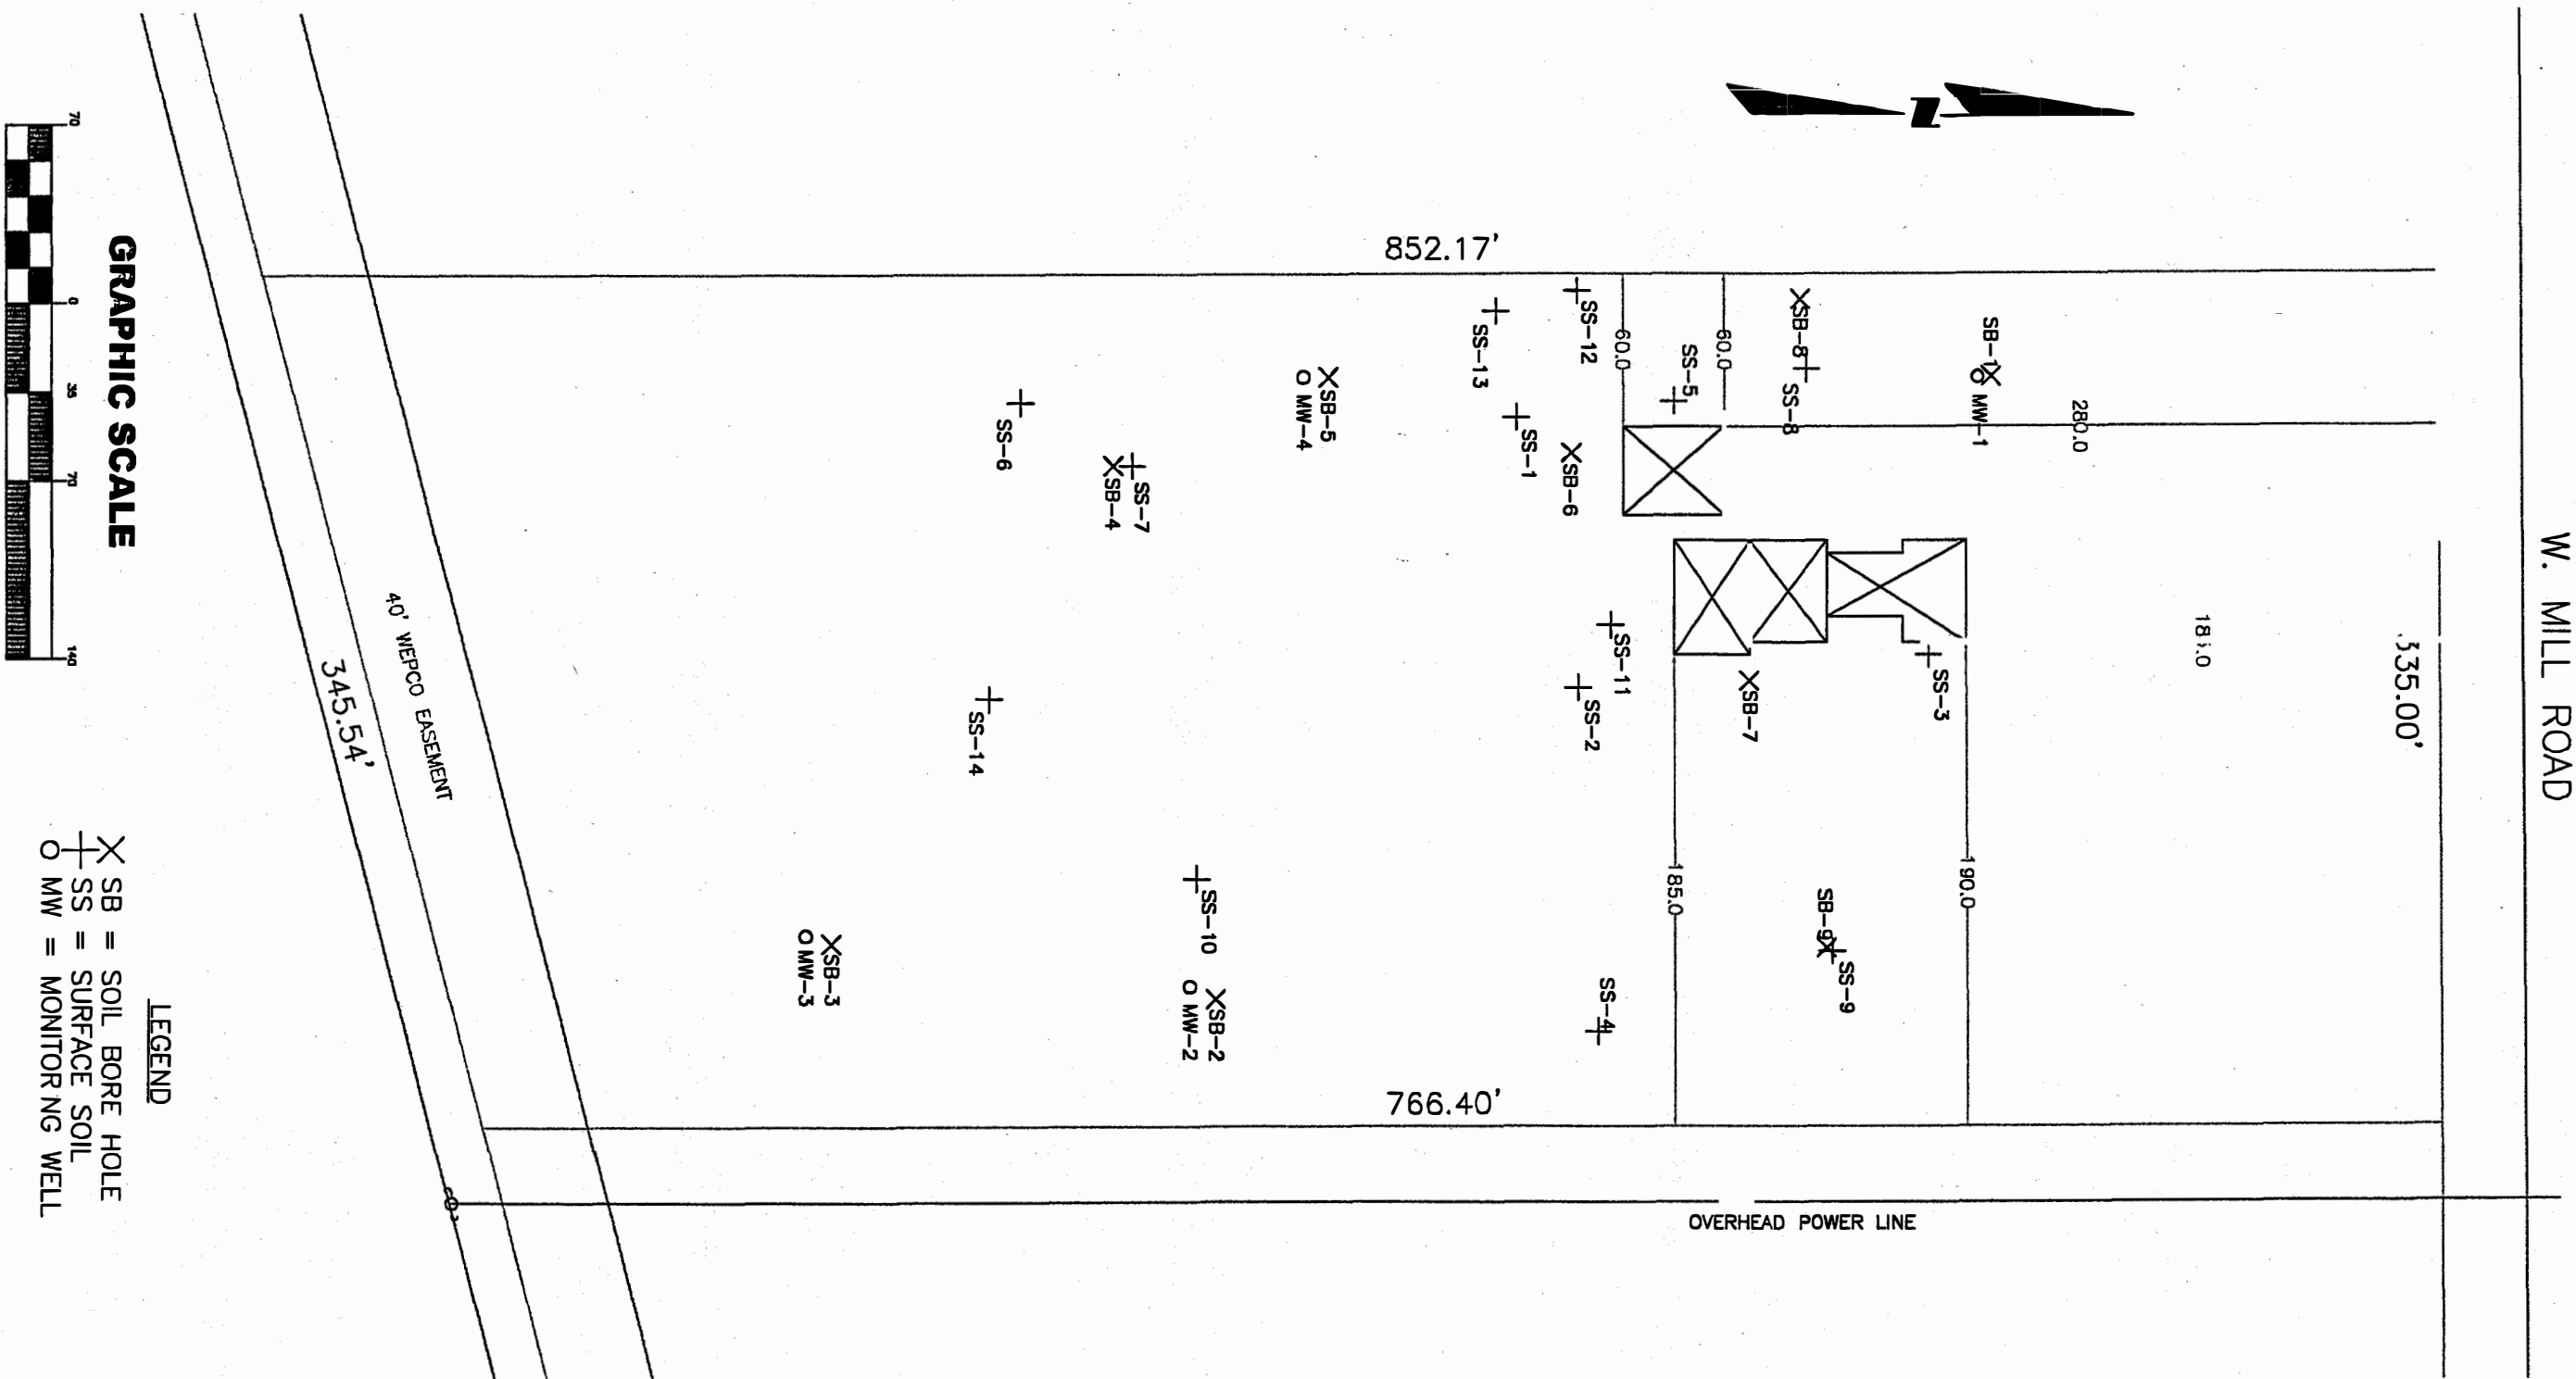 W. MILL ROAD
335.00'
18 .0
280.0
852.17'
SB-1
MW-1
SB-8
SS-8
60.0
60.0
SS-5
SS-12
SS-13
SS-1
SB-6
SB-5
MW-4
SS-6
SS-7
SB-4
SS-3
SB-7
SS-11
SS-2
SS-14
190.0
185.0
SB-9
SS-9
SS-4
SS-10
SB-2
MW-2
SB-3
MW-3
766.40'
OVERHEAD POWER LINE
40' WEPCO EASEMENT
345.54'
N
GRAPHIC SCALE
70 0 35 70 140
LEGEND
X SB = SOIL BORE HOLE
+ SS = SURFACE SOIL
O MW = MONITORING WELL